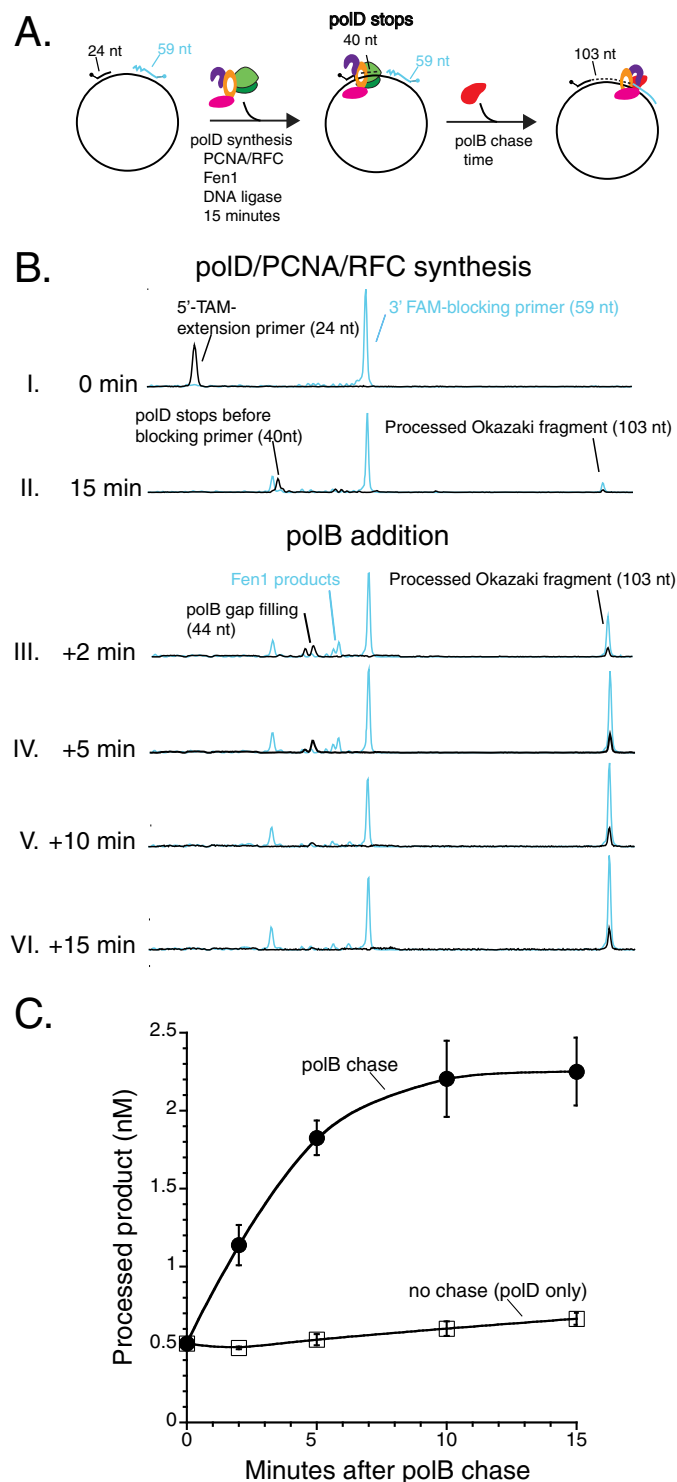 A.
24 nt
59 nt
polD synthesis
PCNA/RFC
Fen1
DNA ligase
15 minutes
polD stops
40 nt
59 nt
polB chase
time
103 nt
B.
polD/PCNA/RFC synthesis
5'-TAM-
extension primer (24 nt)
3' FAM-blocking primer (59 nt)
I. 0 min
polD stops before
blocking primer (40nt)
Processed Okazaki fragment (103 nt)
II. 15 min
polB addition
Fen1 products
Processed Okazaki fragment (103 nt)
polB gap filling
(44 nt)
III. +2 min
IV. +5 min
V. +10 min
VI. +15 min
C.
2.5
polB chase
2
1.5
1
no chase (polD only)
0.5
0
0 5 10 15
Processed product (nM)
Minutes after polB chase